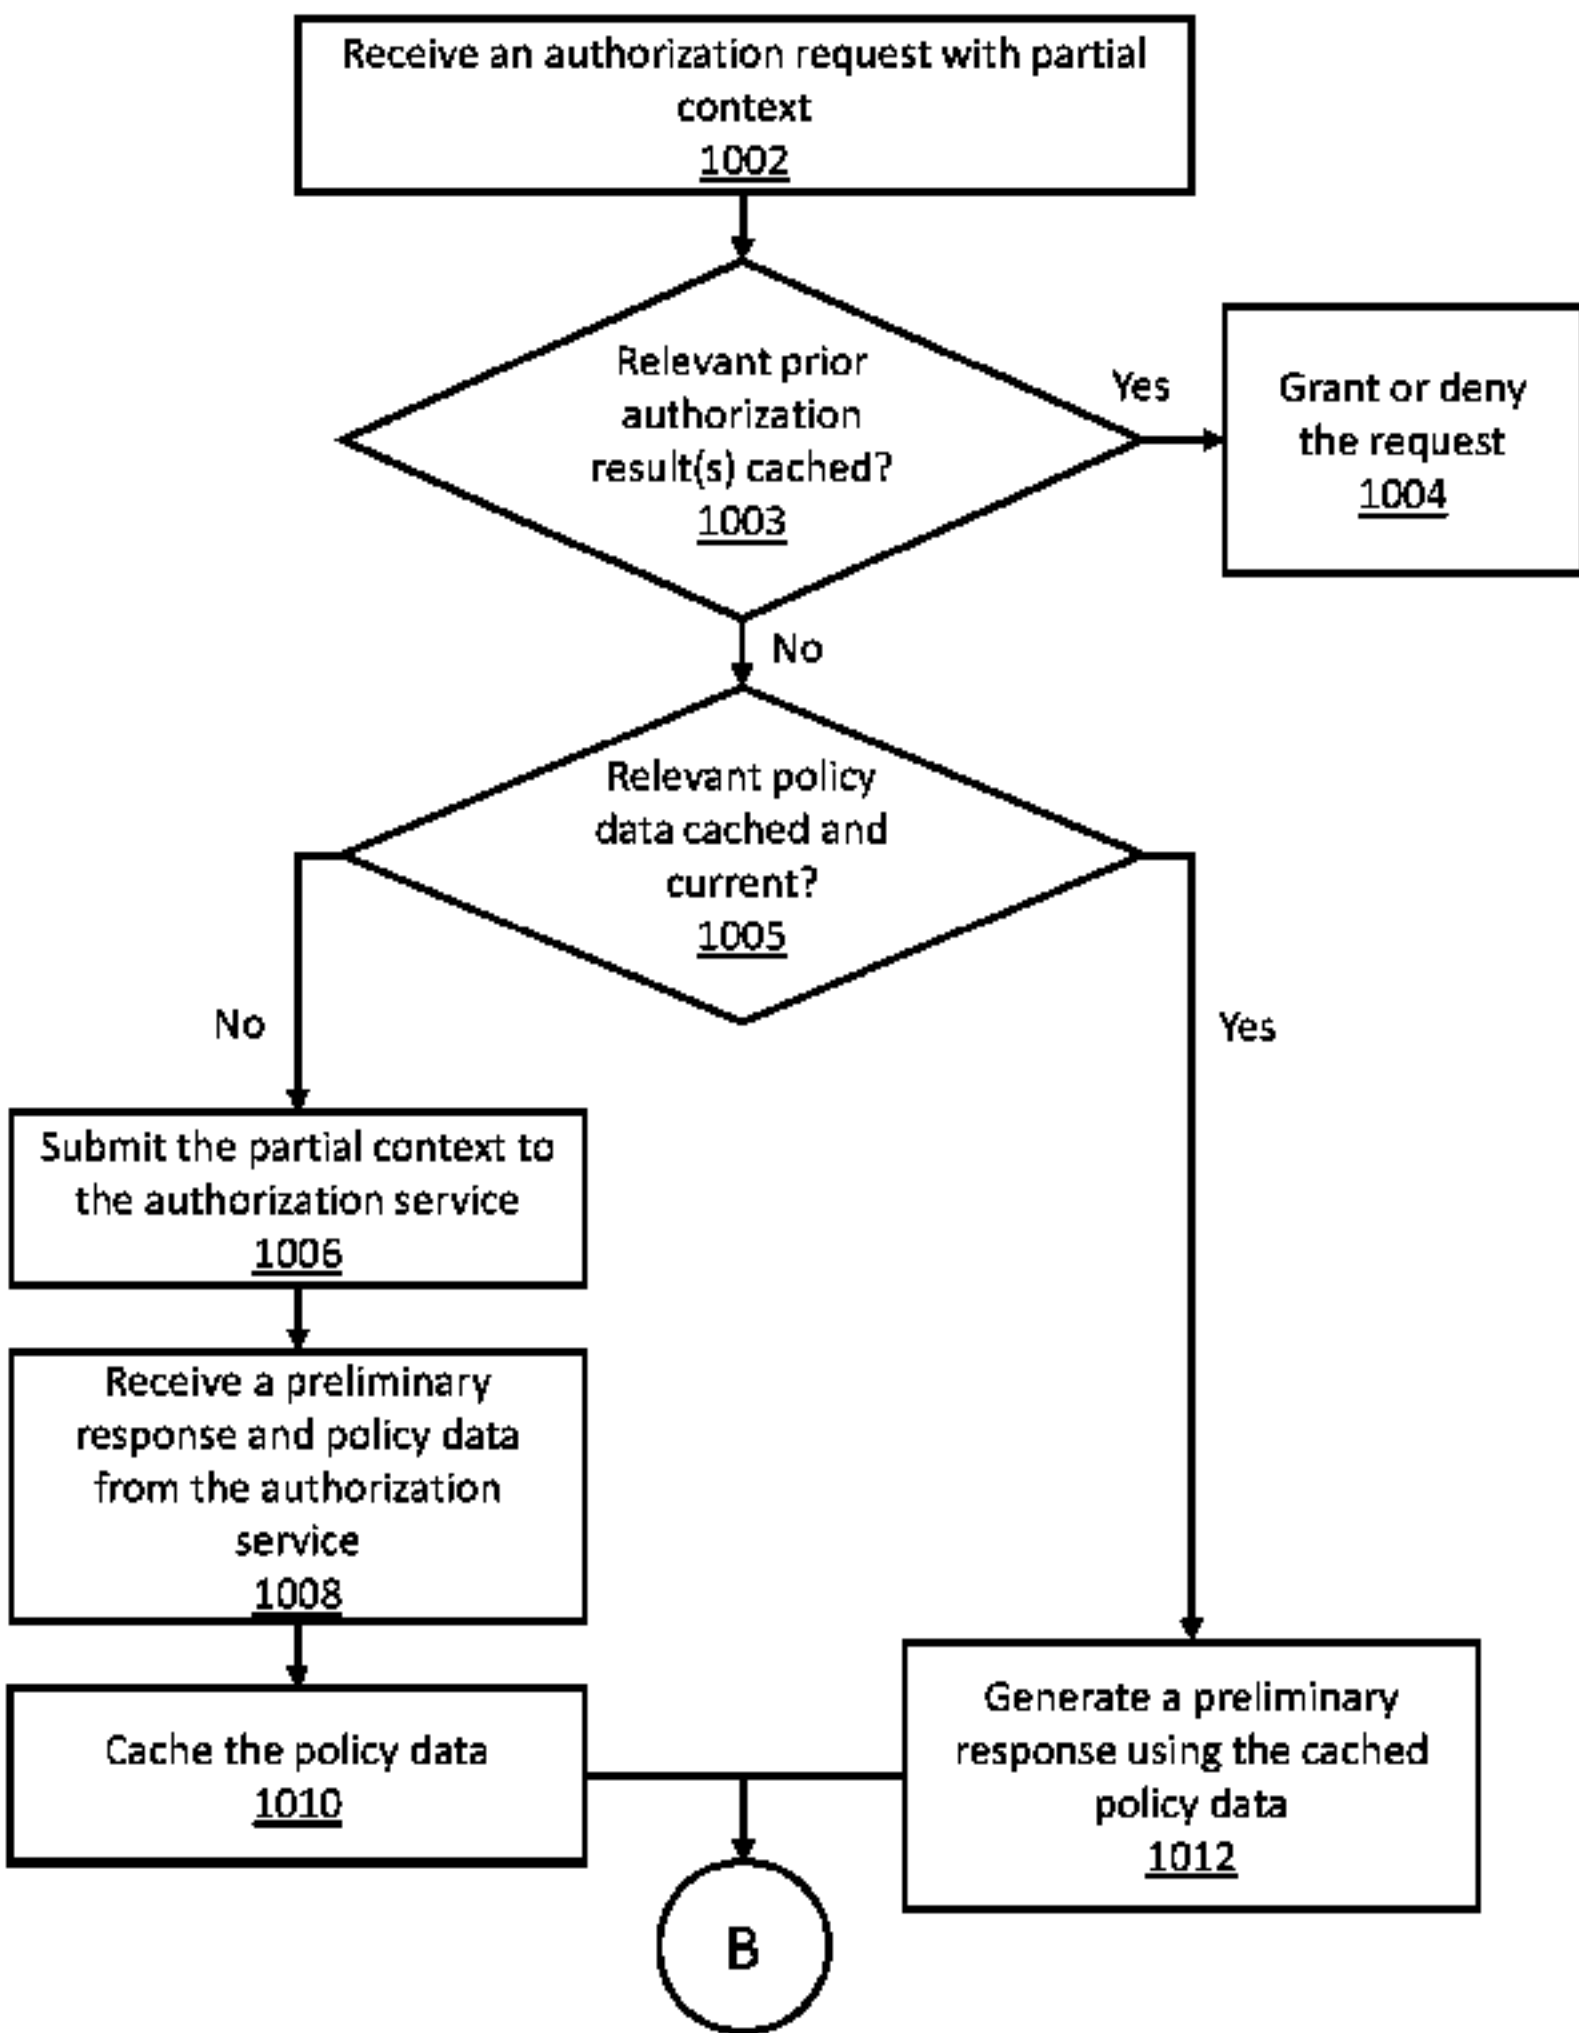 Receive an authorization request with partial
context
1002
Relevant prior
authorization
result(s) cached?
1003
Yes
Grant or deny
the request
1004
No
Relevant policy
data cached and
current?
1005
No
Yes
Submit the partial context to
the authorization service
1006
Receive a preliminary
response and policy data
from the authorization
service
1008
Cache the policy data
1010
Generate a preliminary
response using the cached
policy data
1012
B